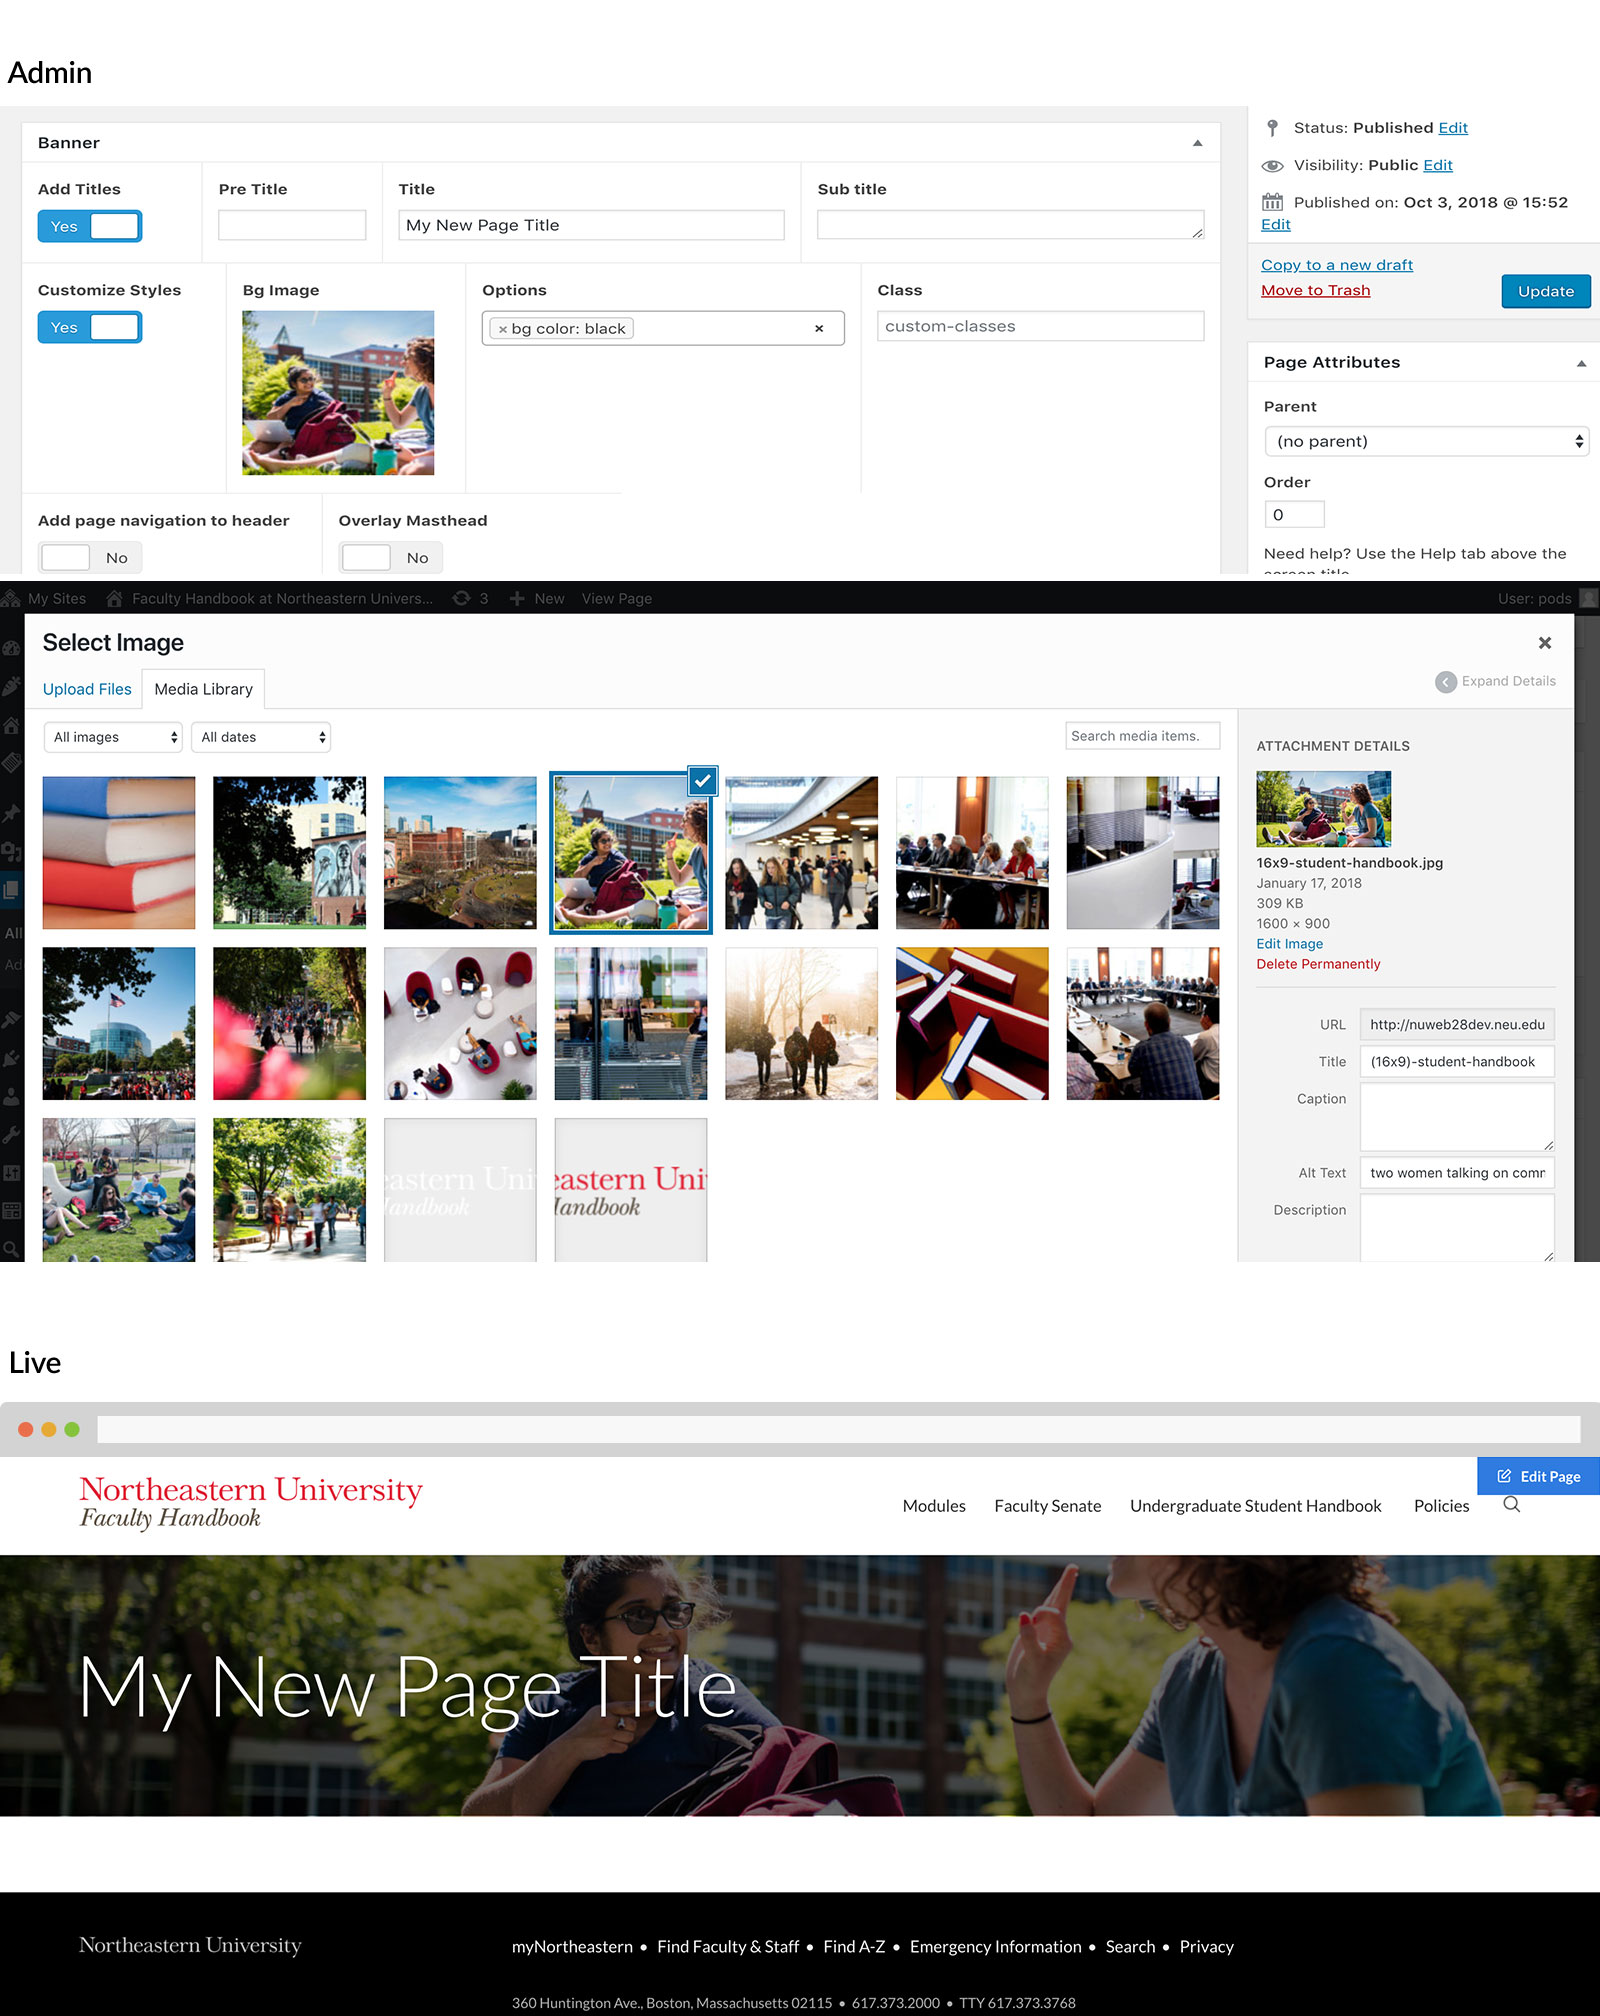 Admin
Banner
Add Titles
Pre Title
Title
Sub title
Yes
My New Page Title
Customize Styles
Bg Image
Options
Class
Yes
× bg color: black ×
custom-classes
Add page navigation to header
Overlay Masthead
No
No
Status: Published Edit
Visibility: Public Edit
Published on: Oct 3, 2018 @ 15:52
Edit
Copy to a new draft
Move to Trash
Update
Page Attributes
Parent
(no parent)
Order
0
Need help? Use the Help tab above the
screen title.
My Sites
Faculty Handbook at Northeastern Univers...
3
New
View Page
User: pods
Select Image
Upload Files
Media Library
Expand Details
All images
All dates
Search media items.
All
Ad
eastern Uni
Handbook
eastern Uni
Handbook
ATTACHMENT DETAILS
16x9-student-handbook.jpg
January 17, 2018
309 KB
1600 × 900
Edit Image
Delete Permanently
URL http://nuweb28dev.neu.edu
Title (16x9)-student-handbook
Caption
Alt Text two women talking on comm
Description
Live
Edit Page
Northeastern University
Faculty Handbook
Modules
Faculty Senate
Undergraduate Student Handbook
Policies
My New Page Title
Northeastern University
myNortheastern • Find Faculty & Staff • Find A-Z • Emergency Information • Search • Privacy
360 Huntington Ave., Boston, Massachusetts 02115 • 617.373.2000 • TTY 617.373.3768